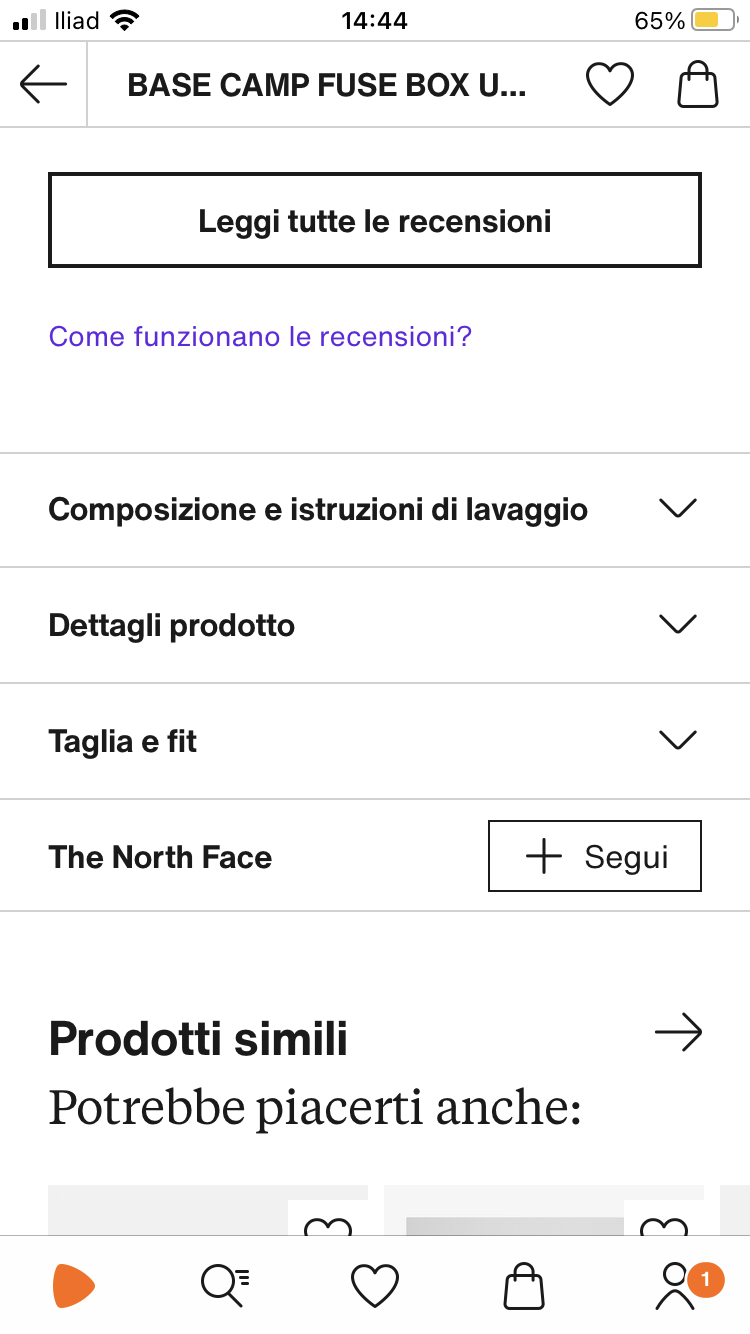 Iliad
14:44
65%
BASE CAMP FUSE BOX U...
Leggi tutte le recensioni
Come funzionano le recensioni?
Composizione e istruzioni di lavaggio
Dettagli prodotto
Taglia e fit
The North Face
Segui
Prodotti simili
Potrebbe piacerti anche:
1